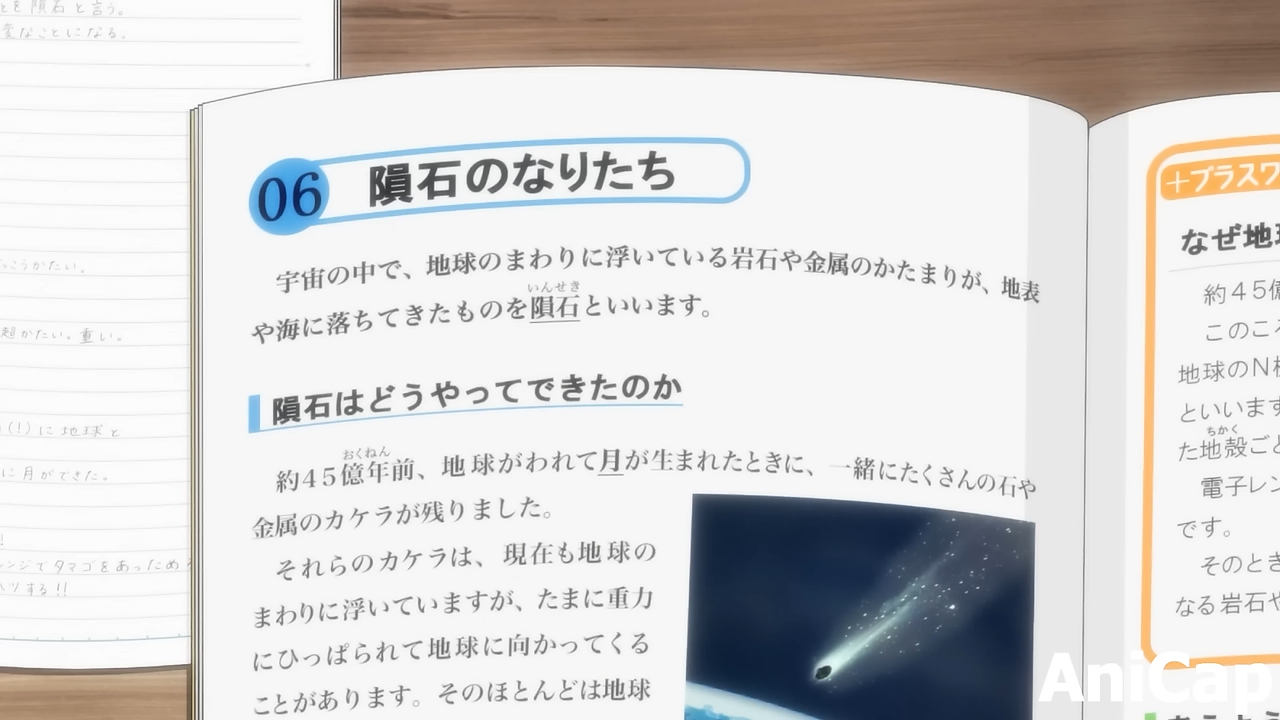 とを隕石と言う。
変なことになる。
っこうかたい。
超かたい。重い。
(!)に地球と
に月ができた。
レンジでタマゴをあっため
ハツする!!
06 隕石のなりたち
宇宙の中で、地球のまわりに浮いている岩石や金属のかたまりが、地表
いんせき
や海に落ちてきたものを隕石といいます。
隕石はどうやってできたのか
おくねん
約45億年前、地球がわれて月が生まれたときに、一緒にたくさんの石や
金属のカケラが残りました。
それらのカケラは、現在も地球の
まわりに浮いていますが、たまに重力
にひっぱられて地球に向かってくる
ことがあります。そのほとんどは地球
+プラスワ
なぜ地球
約45億
このころ
地球のN極
といいます
ちかく
た地殻ごと
電子レン
です。
そのとき
なる岩石や
AniCap